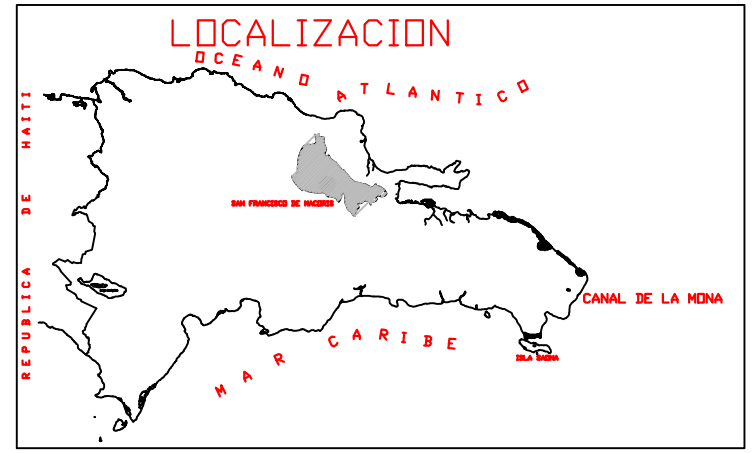 LOCALIZACION
OCEANO ATLANTICO
REPUBLICA DE HAITI
SAN FRANCISCO DE MACORIS
CANAL DE LA MONA
MAR CARIBE
ISLA SAONA